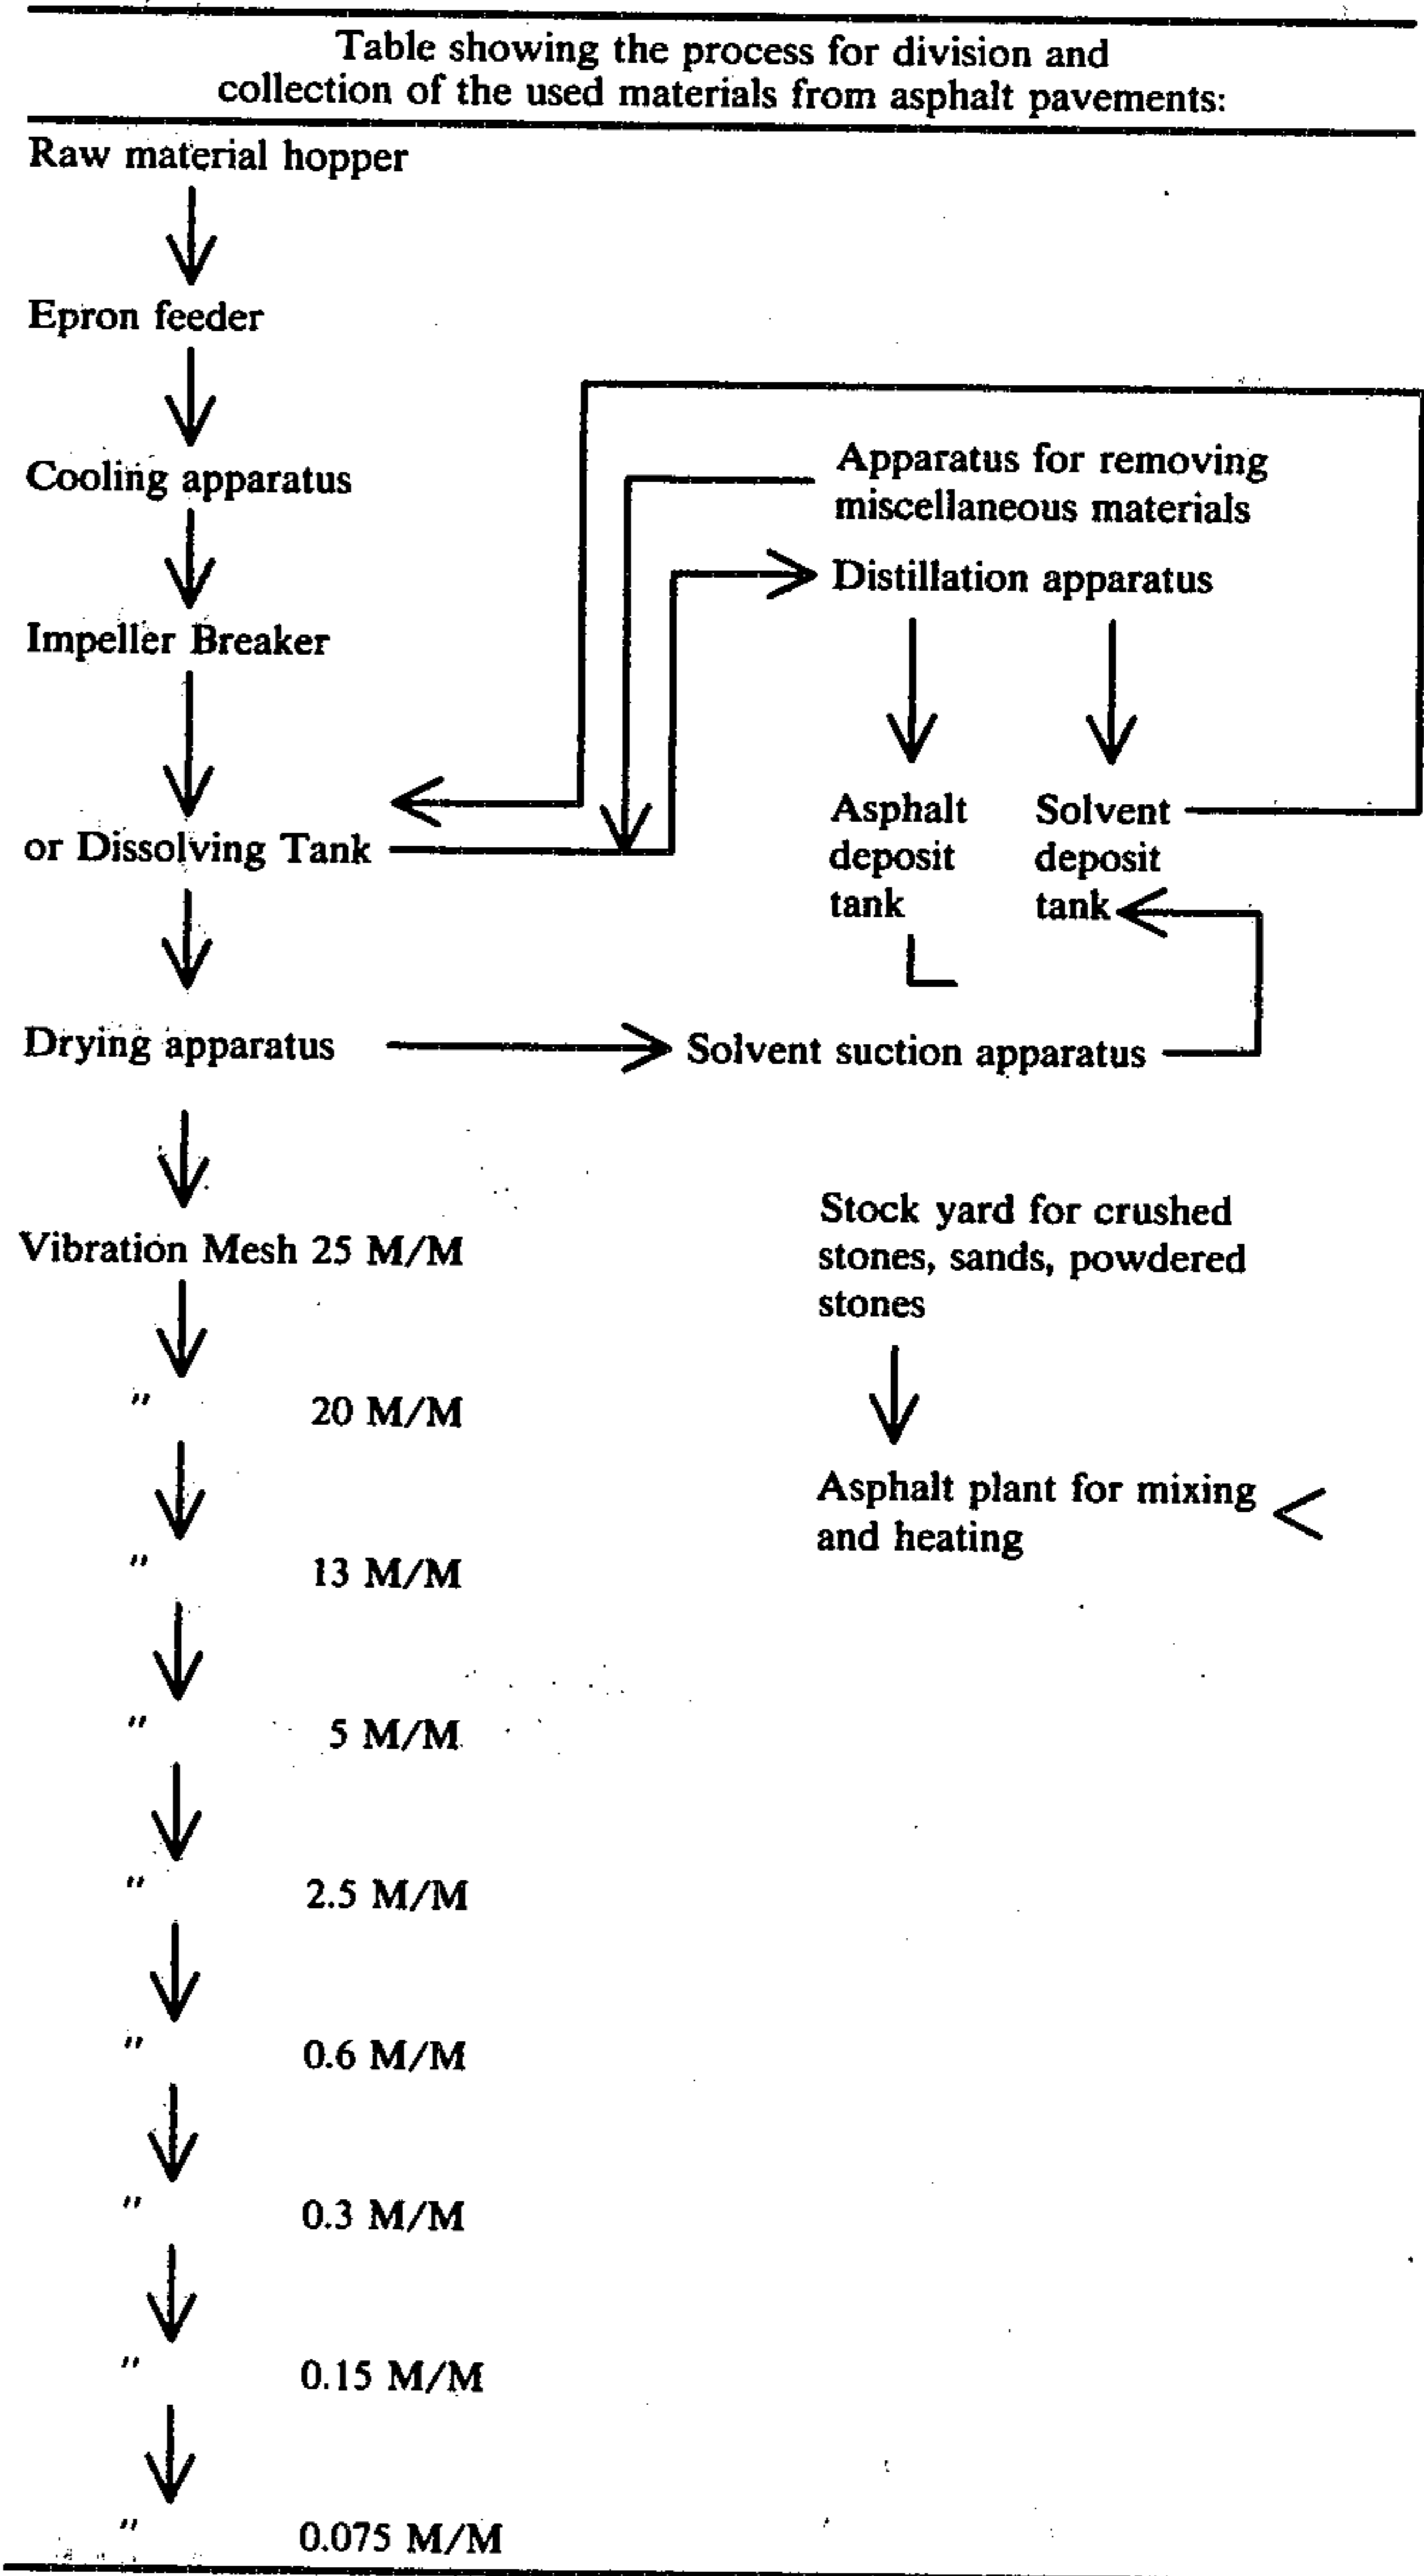 Table showing the process for division and
collection of the used materials from asphalt pavements:
Raw material hopper
Epron feeder
Cooling apparatus
Apparatus for removing
miscellaneous materials
Distillation apparatus
Impeller Breaker
or Dissolving Tank
Asphalt
deposit
tank
Solvent
deposit
tank
Drying apparatus
Solvent suction apparatus
Vibration Mesh 25 M/M
" 20 M/M
" 13 M/M
" 5 M/M
" 2.5 M/M
" 0.6 M/M
" 0.3 M/M
" 0.15 M/M
" 0.075 M/M
Stock yard for crushed
stones, sands, powdered
stones
Asphalt plant for mixing
and heating